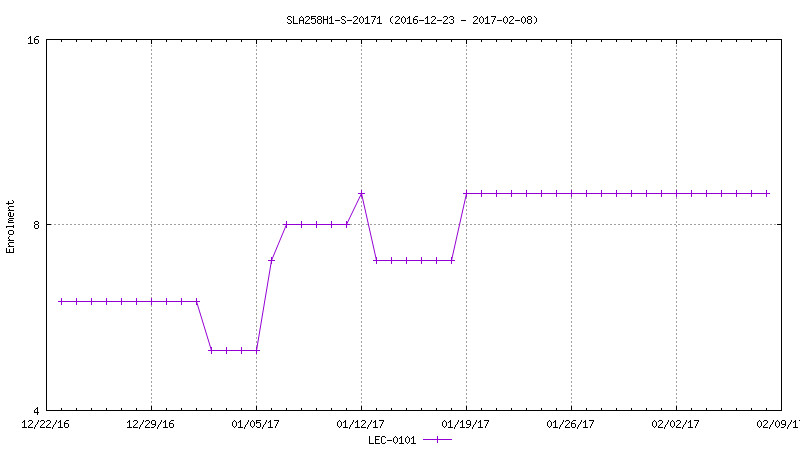 SLA258H1-S-20171 (2016-12-23 - 2017-02-08)
16
8
4
Enrolment
12/22/16 12/29/16 01/05/17 01/12/17 01/19/17 01/26/17 02/02/17 02/09/1
LEC-0101